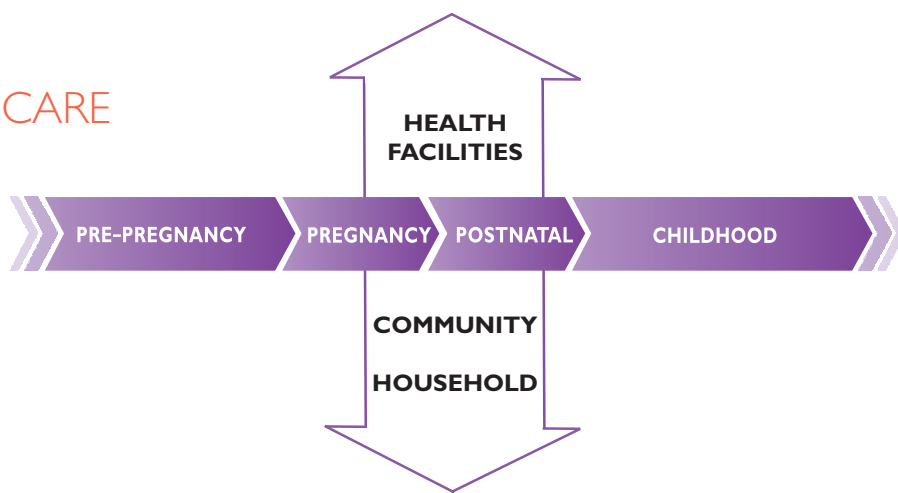 CARE
HEALTH
FACILITIES
PRE-PREGNANCY PREGNANCY POSTNATAL CHILDHOOD
COMMUNITY
HOUSEHOLD